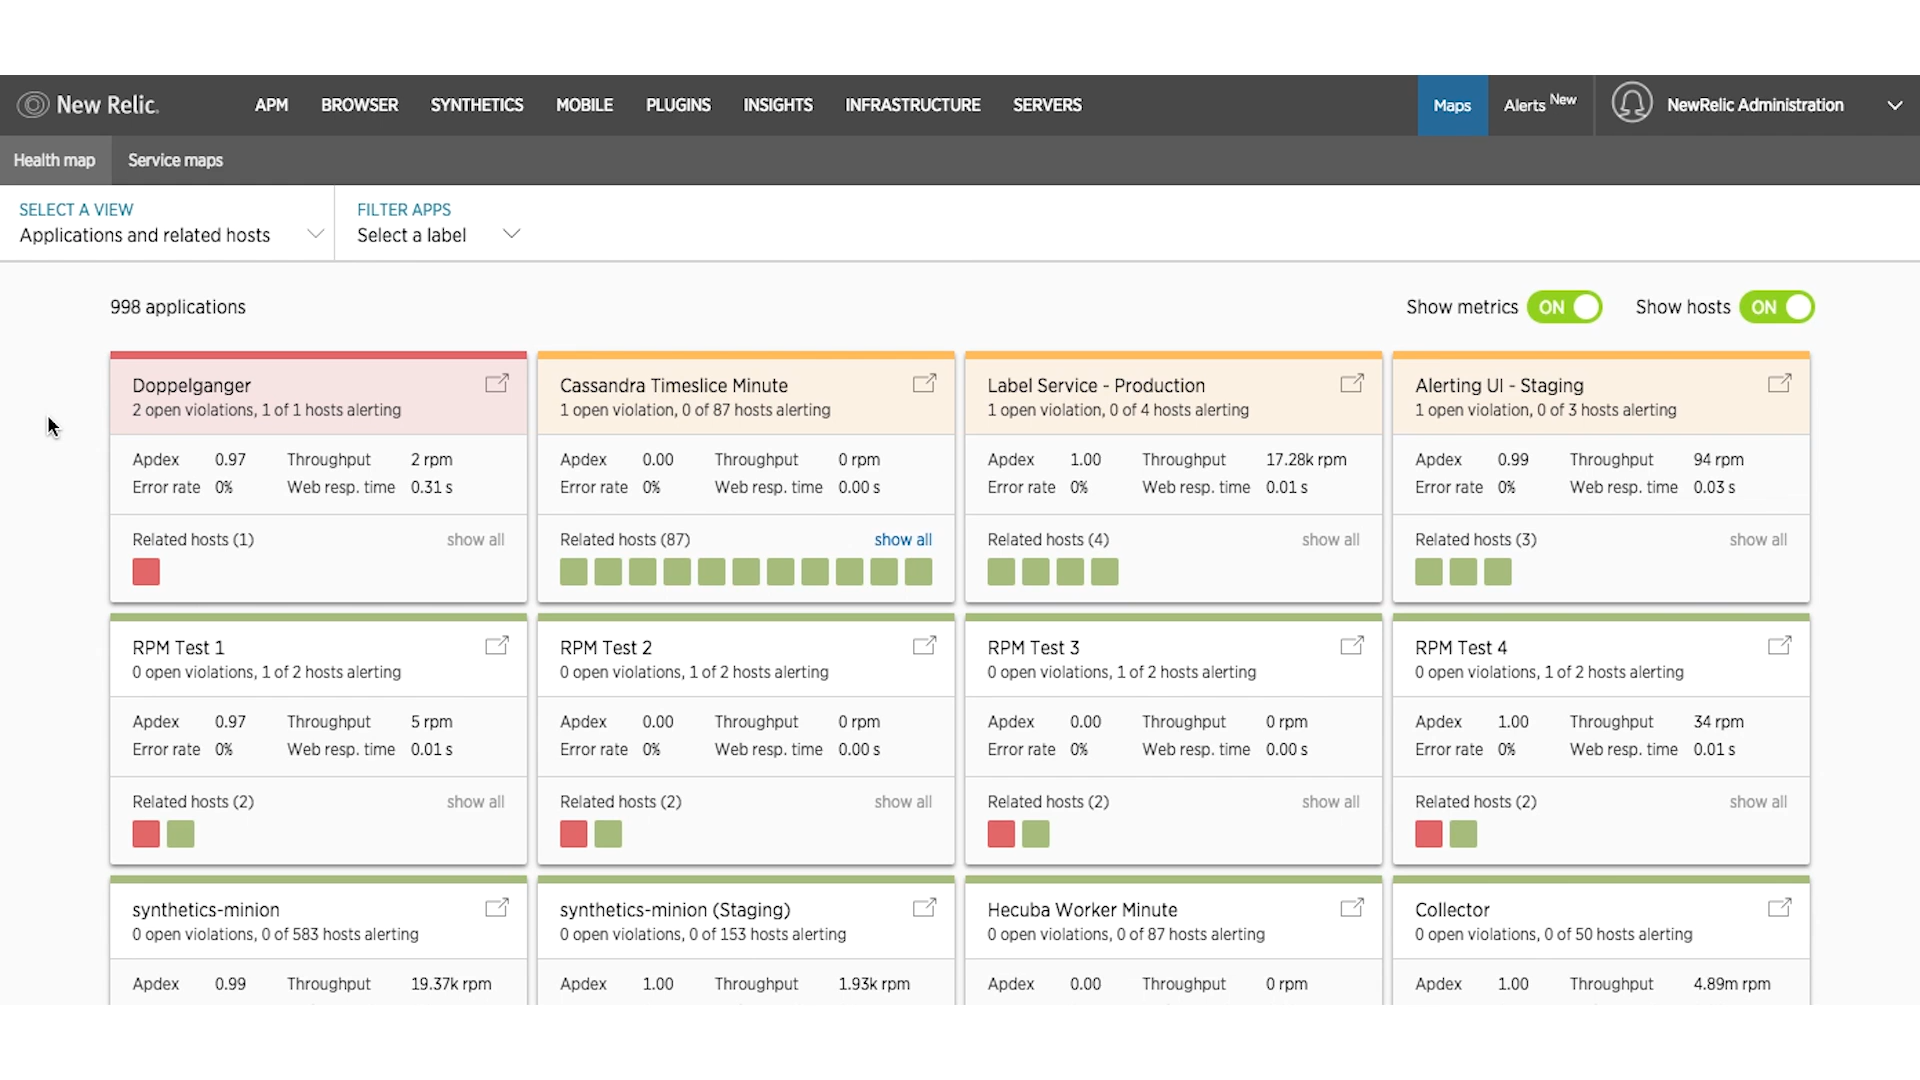 New Relic.
APM BROWSER SYNTHETICS MOBILE PLUGINS INSIGHTS INFRASTRUCTURE SERVERS Maps Alerts New NewRelic Administration
Health map Service maps
SELECT A VIEW FILTER APPS
Applications and related hosts Select a label
998 applications Show metrics ON Show hosts ON
Doppelganger
2 open violations, 1 of 1 hosts alerting
Apdex 0.97 Throughput 2 rpm
Error rate 0% Web resp. time 0.31 s
Related hosts (1) show all
Cassandra Timeslice Minute
1 open violation, 0 of 87 hosts alerting
Apdex 0.00 Throughput 0 rpm
Error rate 0% Web resp. time 0.00 s
Related hosts (87) show all
Label Service - Production
1 open violation, 0 of 4 hosts alerting
Apdex 1.00 Throughput 17.28k rpm
Error rate 0% Web resp. time 0.01 s
Related hosts (4) show all
Alerting UI - Staging
1 open violation, 0 of 3 hosts alerting
Apdex 0.99 Throughput 94 rpm
Error rate 0% Web resp. time 0.03 s
Related hosts (3) show all
RPM Test 1
0 open violations, 1 of 2 hosts alerting
Apdex 0.97 Throughput 5 rpm
Error rate 0% Web resp. time 0.01 s
Related hosts (2) show all
RPM Test 2
0 open violations, 1 of 2 hosts alerting
Apdex 0.00 Throughput 0 rpm
Error rate 0% Web resp. time 0.00 s
Related hosts (2) show all
RPM Test 3
0 open violations, 1 of 2 hosts alerting
Apdex 0.00 Throughput 0 rpm
Error rate 0% Web resp. time 0.00 s
Related hosts (2) show all
RPM Test 4
0 open violations, 1 of 2 hosts alerting
Apdex 1.00 Throughput 34 rpm
Error rate 0% Web resp. time 0.01 s
Related hosts (2) show all
synthetics-minion
0 open violations, 0 of 583 hosts alerting
Apdex 0.99 Throughput 19.37k rpm
synthetics-minion (Staging)
0 open violations, 0 of 153 hosts alerting
Apdex 1.00 Throughput 1.93k rpm
Hecuba Worker Minute
0 open violations, 0 of 87 hosts alerting
Apdex 0.00 Throughput 0 rpm
Collector
0 open violations, 0 of 50 hosts alerting
Apdex 1.00 Throughput 4.89m rpm